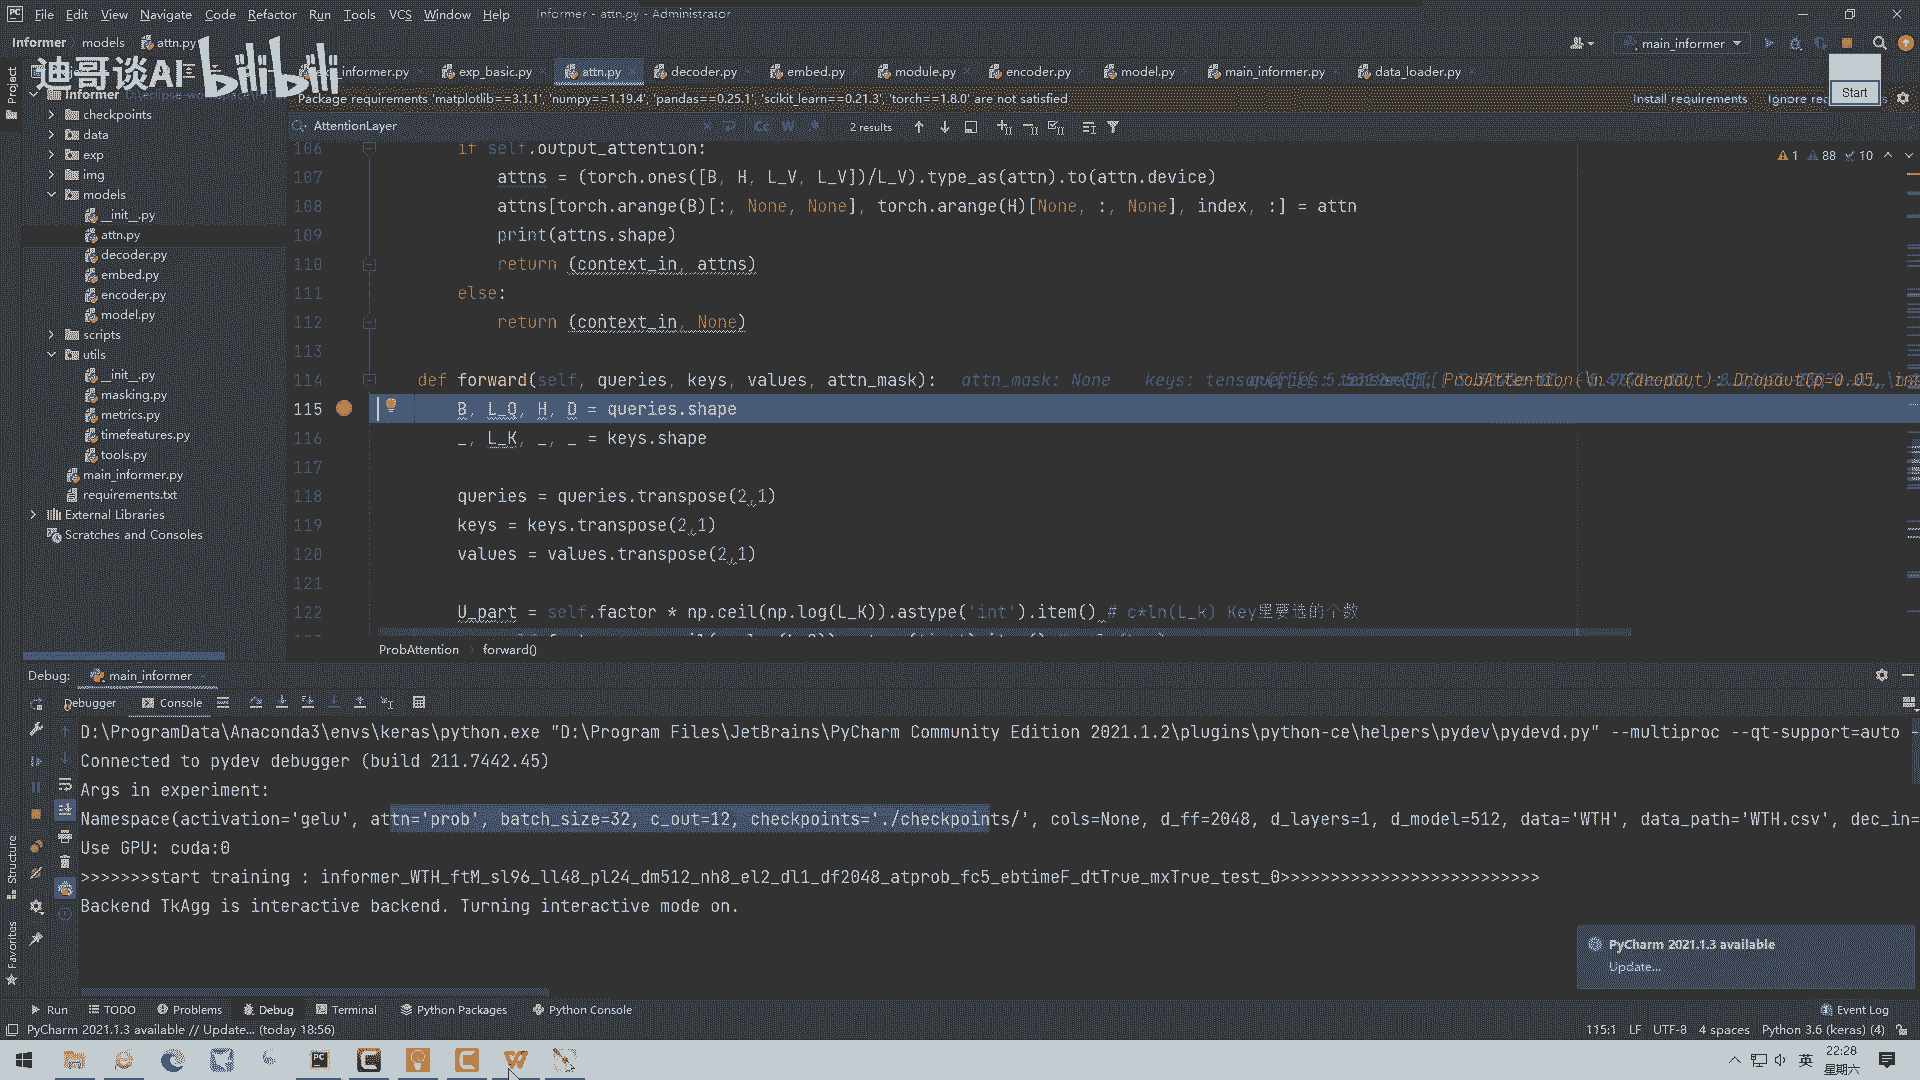 File Edit View Navigate Code Refactor Run Tools VCS Window Help Informer - attn.py - Administrator
Informer models attn.py main_informer
迪哥谈AI bilibili
informer.py exp_basic.py attn.py decoder.py embed.py module.py encoder.py model.py main_informer.py data_loader.py
Start
Package requirements 'matplotlib==3.1.1', 'numpy==1.19.4', 'pandas==0.25.1', 'scikit_learn==0.21.3', 'torch==1.8.0' are not satisfied Install requirements Ignore
AttentionLayer Cc W 2 results
1 88 10
Project
Informer
checkpoints
data
exp
img
models
__init__.py
attn.py
decoder.py
embed.py
encoder.py
model.py
scripts
utils
__init__.py
masking.py
metrics.py
timefeatures.py
tools.py
main_informer.py
requirements.txt
External Libraries
Scratches and Consoles
106 if self.output_attention:
107 attns = (torch.ones([B, H, L_V, L_V])/L_V).type_as(attn).to(attn.device)
108 attns[torch.arange(B)[:, None, None], torch.arange(H)[None, :, None], index, :] = attn
109 print(attns.shape)
110 return (context_in, attns)
111 else:
112 return (context_in, None)
113
114 def forward(self, queries, keys, values, attn_mask): attn_mask: None keys: ProbAttention(\n (dropout): Dropout(p=0.05,
115 B, L_Q, H, D = queries.shape
116 _, L_K, _, _ = keys.shape
117
118 queries = queries.transpose(2,1)
119 keys = keys.transpose(2,1)
120 values = values.transpose(2,1)
121
122 U_part = self.factor * np.ceil(np.log(L_K)).astype('int').item() # c*ln(L_k) Key里要选的个数
ProbAttention forward()
Debug: main_informer
Debugger Console
D:\ProgramData\Anaconda3\envs\keras\python.exe "D:\Program Files\JetBrains\PyCharm Community Edition 2021.1.2\plugins\python-ce\helpers\pydev\pydevd.py" --multiproc --qt-support=auto -
Connected to pydev debugger (build 211.7442.45)
Args in experiment:
Namespace(activation='gelu', attn='prob', batch_size=32, c_out=12, checkpoints='./checkpoints/', cols=None, d_ff=2048, d_layers=1, d_model=512, data='WTH', data_path='WTH.csv', dec_in=
Use GPU: cuda:0
>>>>>>>start training : informer_WTH_ftM_sl96_ll48_pl24_dm512_nh8_el2_dl1_df2048_atprob_fc5_ebtimeF_dtTrue_mxTrue_test_0>>>>>>>>>>>>>>>>>>>>>>>>>>
Backend TkAgg is interactive backend. Turning interactive mode on.
Structure
Favorites
PyCharm 2021.1.3 available
Update...
Run TODO Problems Debug Terminal Python Packages Python Console Event Log
PyCharm 2021.1.3 available // Update... (today 18:56) 115:1 LF UTF-8 4 spaces Python 3.6 (keras) (4)
英 22:28
星期六